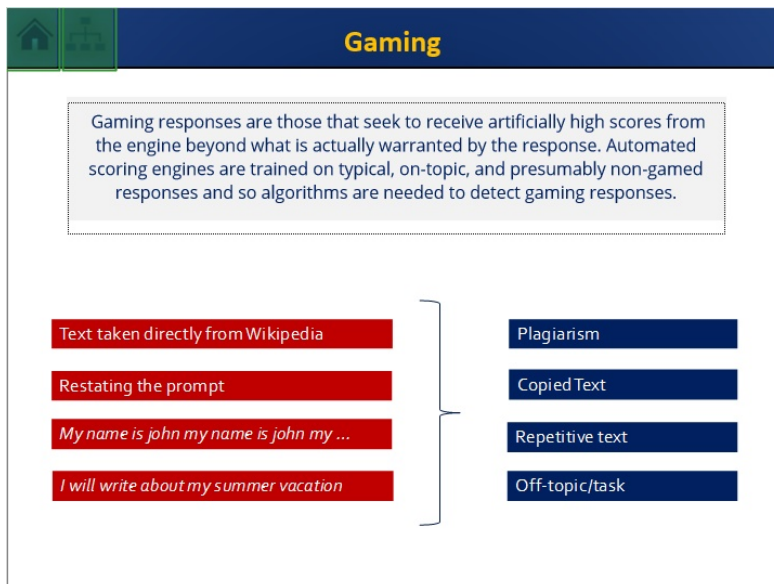 Gaming
Gaming responses are those that seek to receive artificially high scores from
the engine beyond what is actually warranted by the response. Automated
scoring engines are trained on typical, on-topic, and presumably non-gamed
responses and so algorithms are needed to detect gaming responses.
Text taken directly from Wikipedia
Plagiarism
Restating the prompt
Copied Text
My name is john my name is john my ...
Repetitive text
I will write about my summer vacation
Off-topic/task